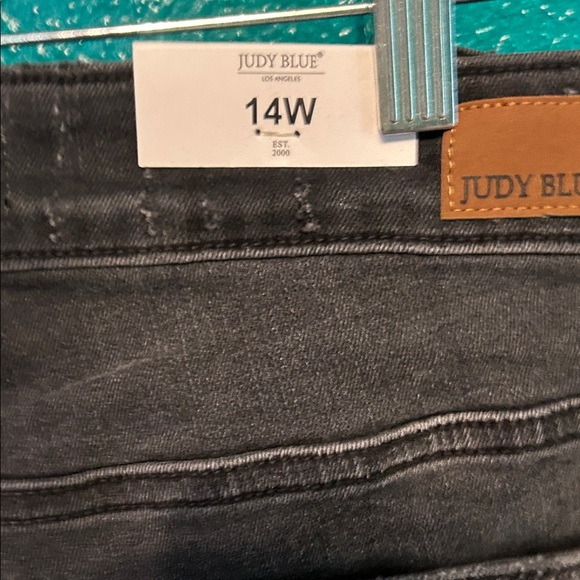 JUDY BLUE®
LOS ANGELES
14W
EST.
2000
JUDY BLU